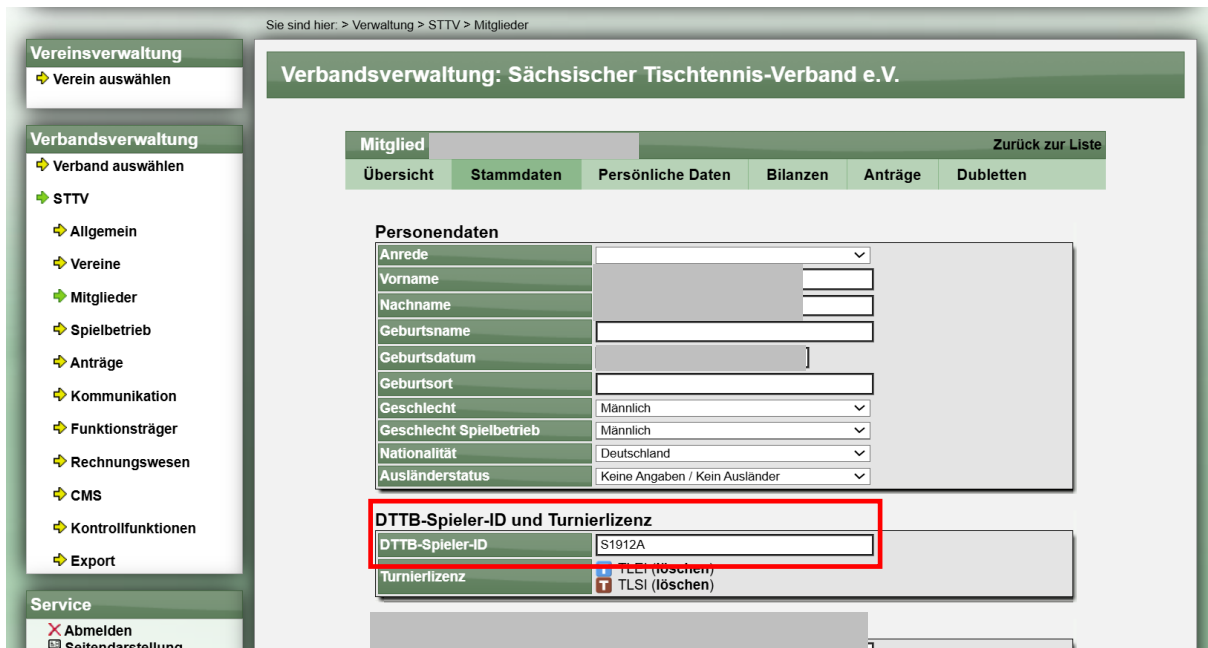 Sie sind hier: > Verwaltung > STTV > Mitglieder
Vereinsverwaltung
Verein auswählen
Verbandsverwaltung
Verband auswählen
STTV
Allgemein
Vereine
Mitglieder
Spielbetrieb
Anträge
Kommunikation
Funktionsträger
Rechnungswesen
CMS
Kontrollfunktionen
Export
Service
Abmelden
Seitendarstellung
Verbandsverwaltung: Sächsischer Tischtennis-Verband e.V.
Mitglied Zurück zur Liste
Übersicht Stammdaten Persönliche Daten Bilanzen Anträge Dubletten
Personendaten
Anrede
Vorname
Nachname
Geburtsname
Geburtsdatum
Geburtsort
Geschlecht Männlich
Geschlecht Spielbetrieb Männlich
Nationalität Deutschland
Ausländerstatus Keine Angaben / Kein Ausländer
DTTB-Spieler-ID und Turnierlizenz
DTTB-Spieler-ID S1912A
Turnierlizenz T TLEI (löschen)
T TLSI (löschen)